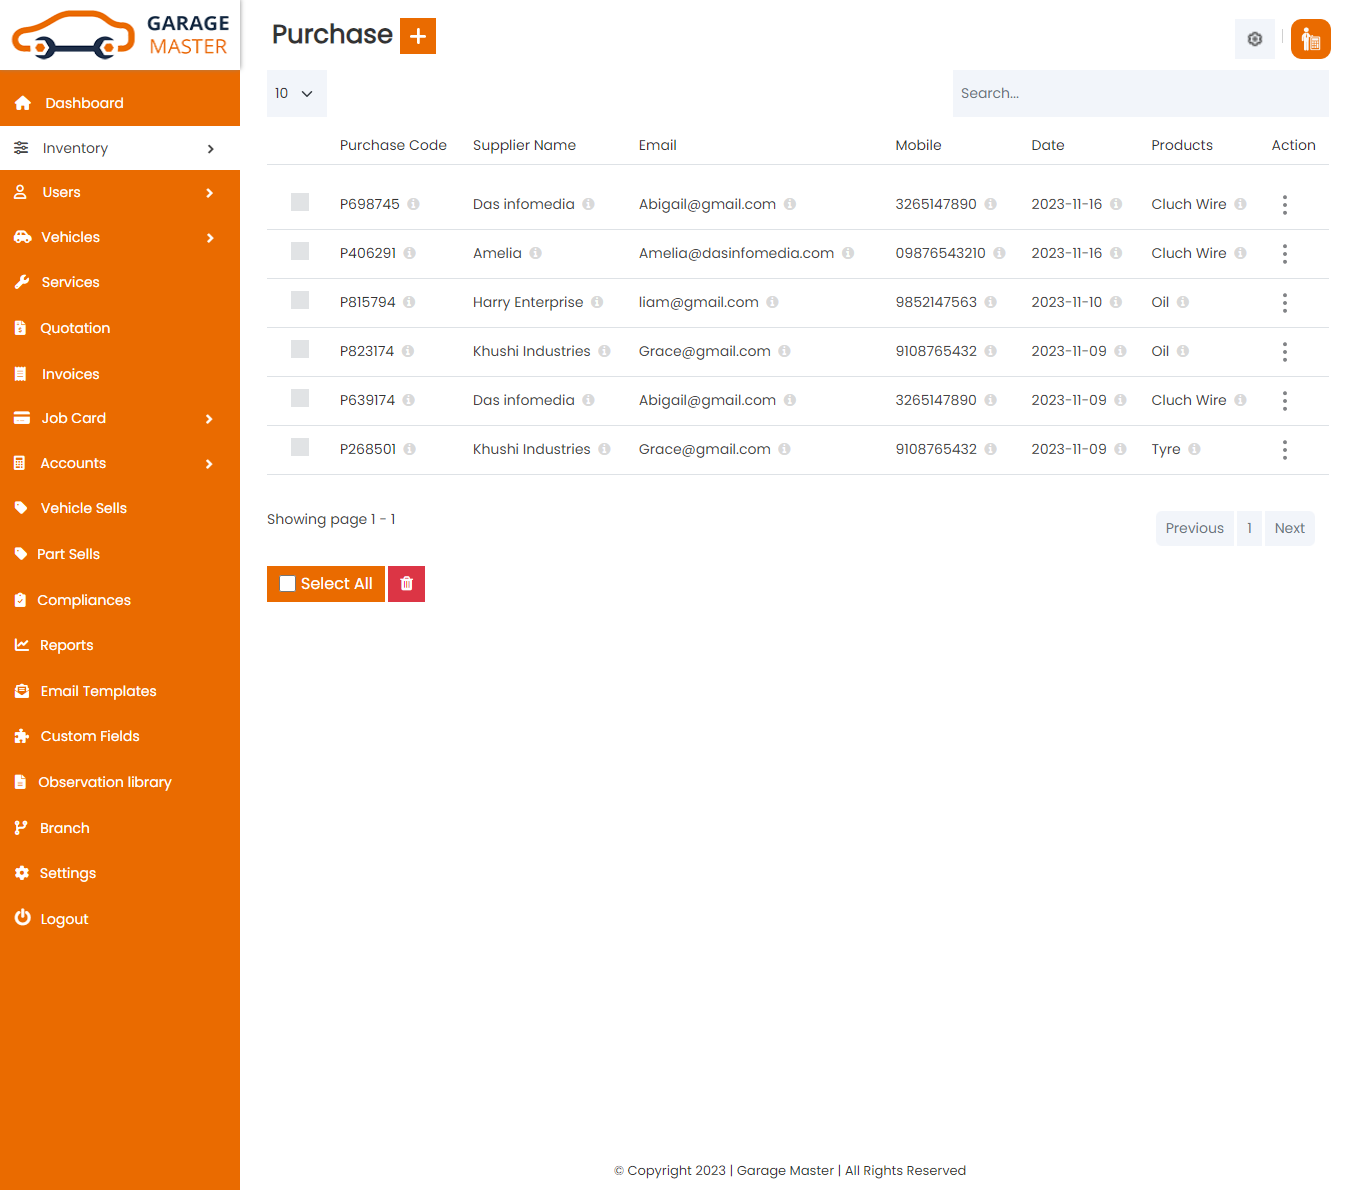 GARAGE
MASTER
Purchase
Dashboard
Inventory
Users
Vehicles
Services
Quotation
Invoices
Job Card
Accounts
Vehicle Sells
Part Sells
Compliances
Reports
Email Templates
Custom Fields
Observation library
Branch
Settings
Logout
10
Search...
Purchase Code Supplier Name Email Mobile Date Products Action
P698745 Das infomedia Abigail@gmail.com 3265147890 2023-11-16 Cluch Wire
P406291 Amelia Amelia@dasinfomedia.com 09876543210 2023-11-16 Cluch Wire
P815794 Harry Enterprise liam@gmail.com 9852147563 2023-11-10 Oil
P823174 Khushi Industries Grace@gmail.com 9108765432 2023-11-09 Oil
P639174 Das infomedia Abigail@gmail.com 3265147890 2023-11-09 Cluch Wire
P268501 Khushi Industries Grace@gmail.com 9108765432 2023-11-09 Tyre
Showing page 1 - 1
Previous 1 Next
Select All
© Copyright 2023 | Garage Master | All Rights Reserved